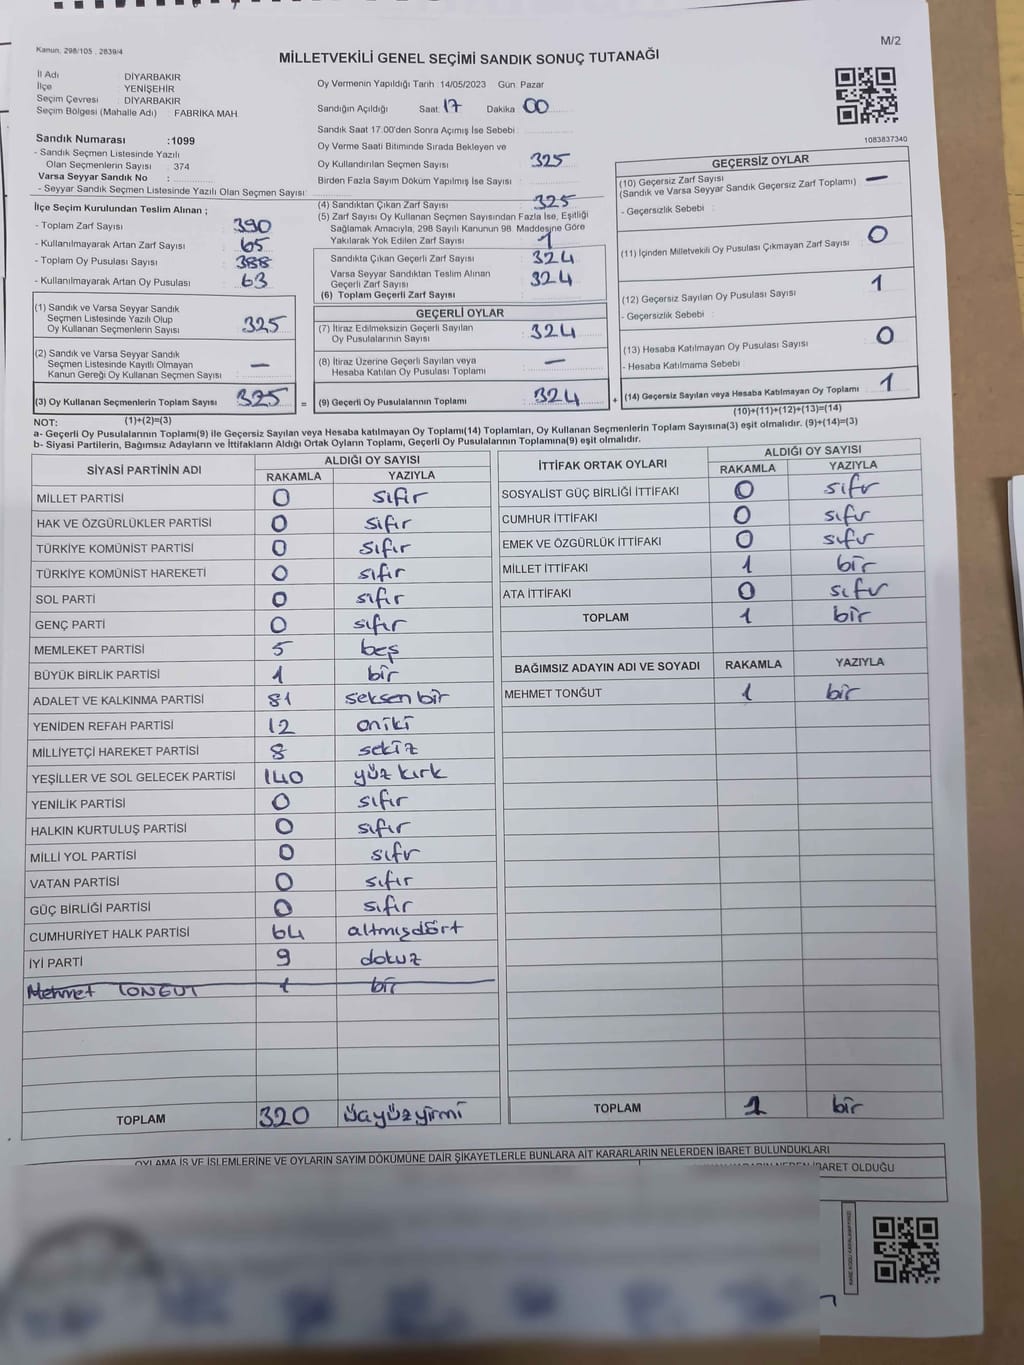 Kanun. 298/105 , 2839/4
M/2
MİLLETVEKİLİ GENEL SEÇİMİ SANDIK SONUÇ TUTANAĞI
İl Adı DİYARBAKIR
İlçe YENİŞEHİR
Seçim Çevresi DİYARBAKIR
Seçim Bölgesi (Mahalle Adı) FABRİKA MAH.
Sandık Numarası :1099
- Sandık Seçmen Listesinde Yazılı
Olan Seçmenlerin Sayısı : 374
Varsa Seyyar Sandık No :
- Seyyar Sandık Seçmen Listesinde Yazılı Olan Seçmen Sayısı:
Oy Vermenin Yapıldığı Tarih 14/05/2023 Gün Pazar
Sandığın Açıldığı Saat 17 Dakika 00
Sandık Saat 17.00'den Sonra Açımış İse Sebebi
Oy Verme Saati Bitiminde Sırada Bekleyen ve
Oy Kullandırılan Seçmen Sayısı 325
Birden Fazla Sayım Döküm Yapılmış İse Sayısı :
1083837340
İlçe Seçim Kurulundan Teslim Alınan ;
- Toplam Zarf Sayısı 390
- Kullanılmayarak Artan Zarf Sayısı : 65
- Toplam Oy Pusulası Sayısı : 388
- Kullanılmayarak Artan Oy Pusulası : 63
(1) Sandık ve Varsa Seyyar Sandık
Seçmen Listesinde Yazılı Olup
Oy Kullanan Seçmenlerin Sayısı 325
(2) Sandık ve Varsa Seyyar Sandık
Seçmen Listesinde Kayıtlı Olmayan
Kanun Gereği Oy Kullanan Seçmen Sayısı : —
(3) Oy Kullanan Seçmenlerin Toplam Sayısı 325
(4) Sandıktan Çıkan Zarf Sayısı : 325
(5) Zarf Sayısı Oy Kullanan Seçmen Sayısından Fazla İse, Eşitliği
Sağlamak Amacıyla, 298 Sayılı Kanunun 98. Maddesine Göre
Yakılarak Yok Edilen Zarf Sayısı : 1
Sandıkta Çıkan Geçerli Zarf Sayısı : 324
Varsa Seyyar Sandıktan Teslim Alınan
Geçerli Zarf Sayısı : 324
(6) Toplam Geçerli Zarf Sayısı
GEÇERLİ OYLAR
(7) İtiraz Edilmeksizin Geçerli Sayılan
Oy Pusulalarının Sayısı : 324
(8) İtiraz Üzerine Geçerli Sayılan veya
Hesaba Katılan Oy Pusulası Toplamı : —
= (9) Geçerli Oy Pusulalarının Toplamı : 324
GEÇERSİZ OYLAR
(10) Geçersiz Zarf Sayısı
(Sandık ve Varsa Seyyar Sandık Geçersiz Zarf Toplamı) : —
- Geçersizlik Sebebi :
(11) İçinden Milletvekili Oy Pusulası Çıkmayan Zarf Sayısı : 0
(12) Geçersiz Sayılan Oy Pusulası Sayısı : 1
- Geçersizlik Sebebi :
(13) Hesaba Katılmayan Oy Pusulası Sayısı : 0
- Hesaba Katılmama Sebebi :
+ (14) Geçersiz Sayılan veya Hesaba Katılmayan Oy Toplamı : 1
NOT: (1)+(2)=(3) (10)+(11)+(12)+(13)=(14)
a- Geçerli Oy Pusulalarının Toplamı(9) ile Geçersiz Sayılan veya Hesaba katılmayan Oy Toplamı(14) Toplamları, Oy Kullanan Seçmenlerin Toplam Sayısına(3) eşit olmalıdır. (9)+(14)=(3)
b- Siyasi Partilerin, Bağımsız Adayların ve İttifakların Aldığı Ortak Oyların Toplamı, Geçerli Oy Pusulalarının Toplamına(9) eşit olmalıdır.
SİYASİ PARTİNİN ADI ALDIĞI OY SAYISI
RAKAMLA YAZIYLA
MİLLET PARTİSİ 0 sıfır
HAK VE ÖZGÜRLÜKLER PARTİSİ 0 sıfır
TÜRKİYE KOMÜNİST PARTİSİ 0 sıfır
TÜRKİYE KOMÜNİST HAREKETİ 0 sıfır
SOL PARTİ 0 sıfır
GENÇ PARTİ 0 sıfır
MEMLEKET PARTİSİ 5 beş
BÜYÜK BİRLİK PARTİSİ 1 bir
ADALET VE KALKINMA PARTİSİ 81 seksen bir
YENİDEN REFAH PARTİSİ 12 oniki
MİLLİYETÇİ HAREKET PARTİSİ 8 sekiz
YEŞİLLER VE SOL GELECEK PARTİSİ 140 yüz kırk
YENİLİK PARTİSİ 0 sıfır
HALKIN KURTULUŞ PARTİSİ 0 sıfır
MİLLİ YOL PARTİSİ 0 sıfır
VATAN PARTİSİ 0 sıfır
GÜÇ BİRLİĞİ PARTİSİ 0 sıfır
CUMHURİYET HALK PARTİSİ 64 altmışdört
İYİ PARTİ 9 dokuz
Mehmet TONGUT 1 bir
TOPLAM 320 üçyüzyirmi
İTTİFAK ORTAK OYLARI ALDIĞI OY SAYISI
RAKAMLA YAZIYLA
SOSYALİST GÜÇ BİRLİĞİ İTTİFAKI 0 sıfır
CUMHUR İTTİFAKI 0 sıfır
EMEK VE ÖZGÜRLÜK İTTİFAKI 0 sıfır
MİLLET İTTİFAKI 1 bir
ATA İTTİFAKI 0 sıfır
TOPLAM 1 bir
BAĞIMSIZ ADAYIN ADI VE SOYADI RAKAMLA YAZIYLA
MEHMET TONĞUT 1 bir
TOPLAM 1 bir
OYLAMA İŞ VE İŞLEMLERİNE VE OYLARIN SAYIM DÖKÜMÜNE DAİR ŞİKAYETLERLE BUNLARA AİT KARARLARIN NELERDEN İBARET BULUNDUKLARI
İBARET OLDUĞU